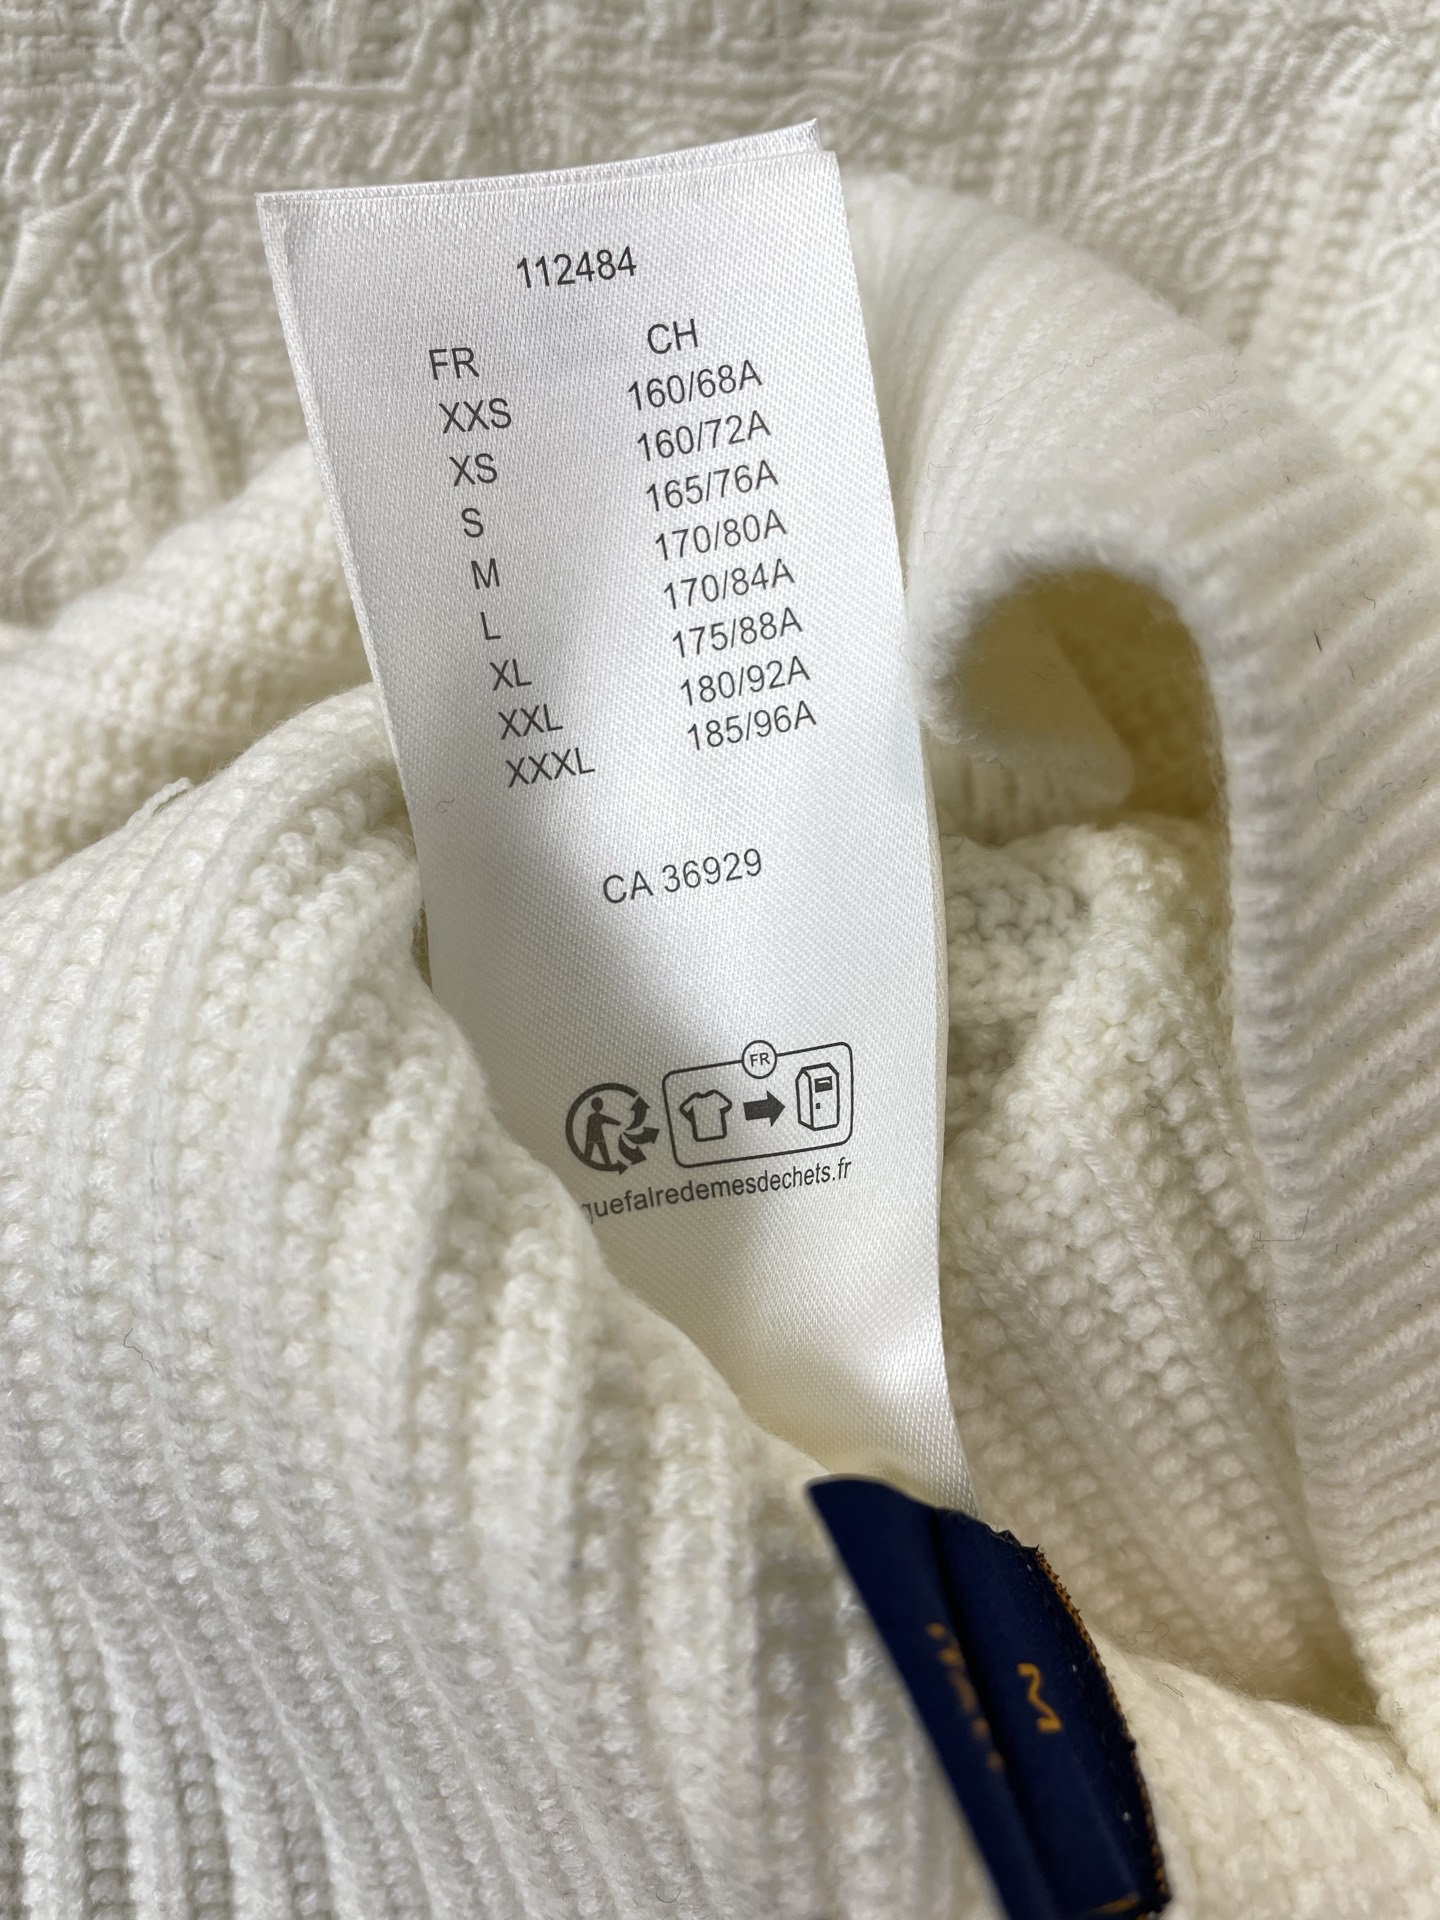 112484
FR CH
XXS 160/68A
XS 160/72A
S 165/76A
M 170/80A
L 170/84A
XL 175/88A
XXL 180/92A
XXXL 185/96A
CA 36929
FR
quefalredemesdechets.fr
M